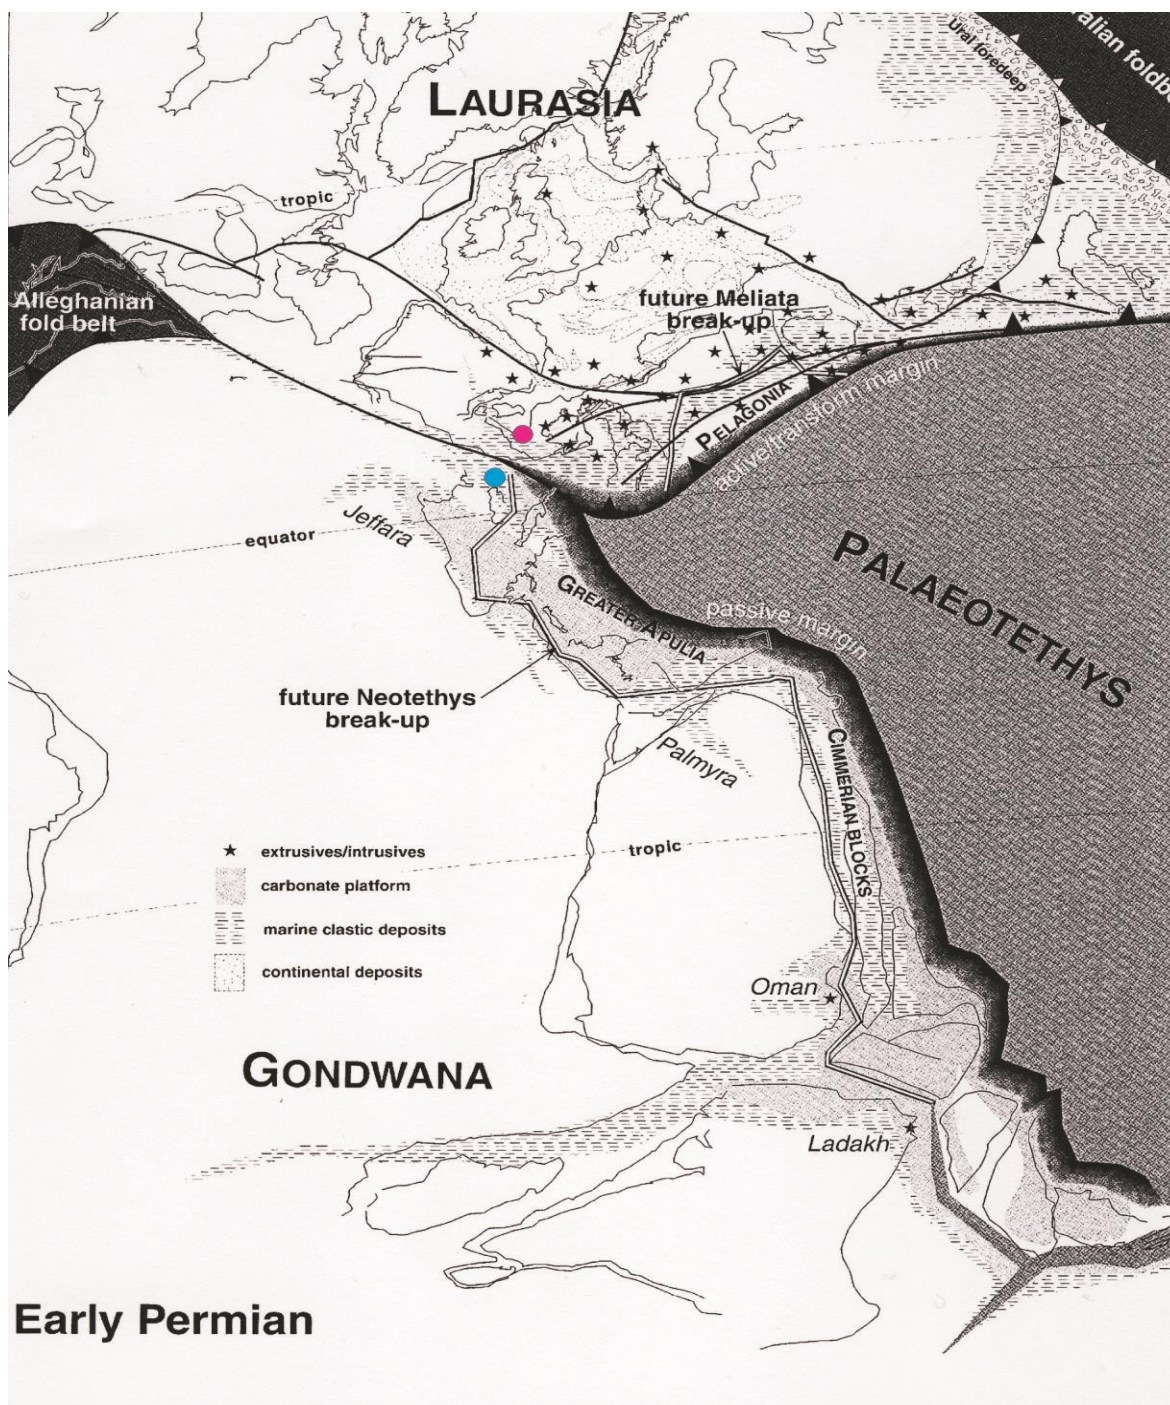 Ural foredeep
LAURASIA
tropic
Alleghanian
fold belt
future Meliata
break-up
PELAGONIA
active/transform margin
Jeffara
equator
PALAEOTETHYS
GREATER APULIA
passive margin
future Neotethys
break-up
Palmyra
CIMMERIAN BLOCKS
tropic
extrusives/intrusives
carbonate platform
marine clastic deposits
continental deposits
Oman
GONDWANA
Ladakh
Early Permian